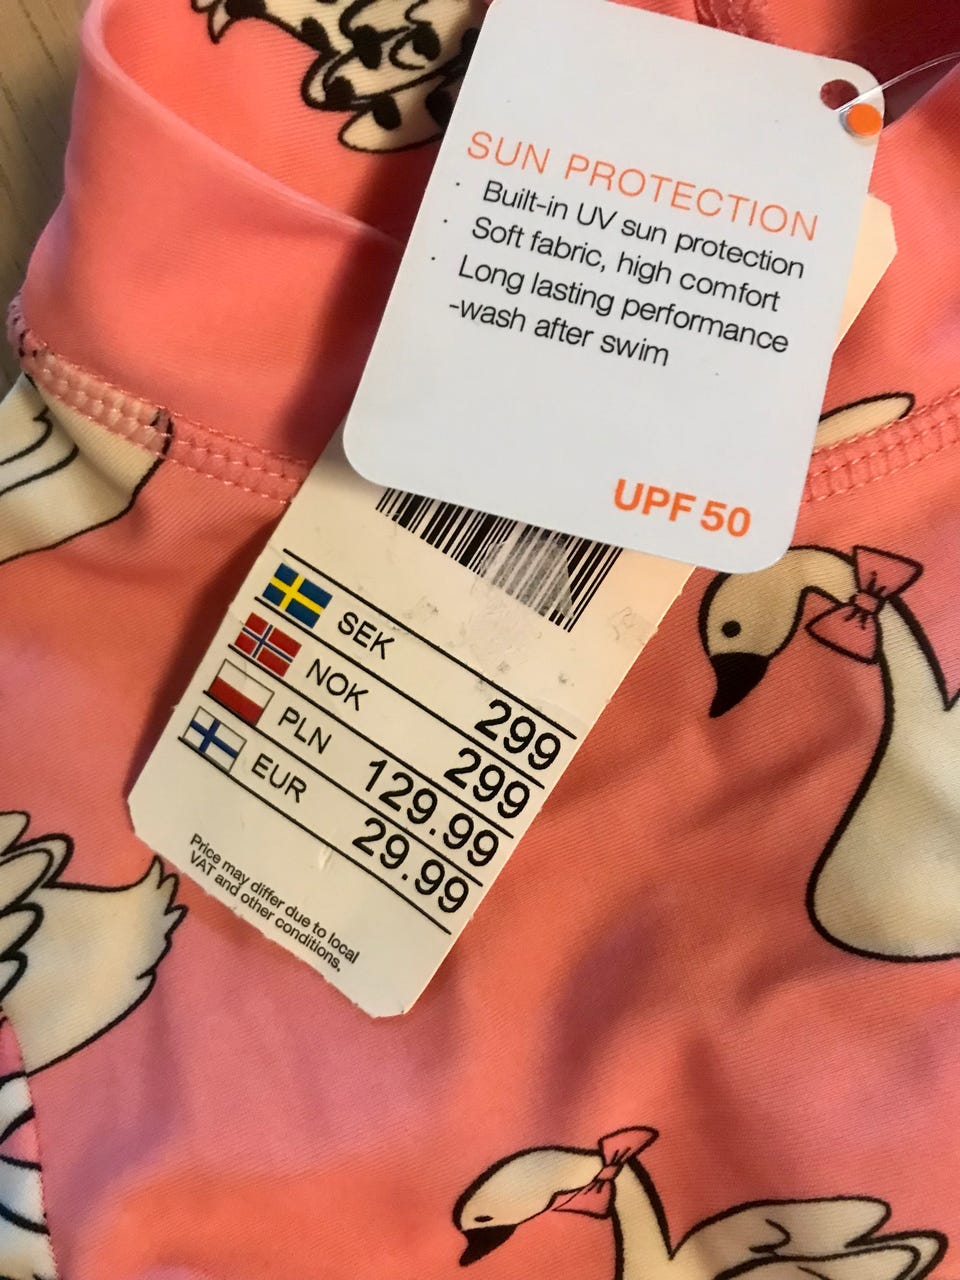 SUN PROTECTION
· Built-in UV sun protection
· Soft fabric, high comfort
· Long lasting performance
-wash after swim
UPF 50
SEK 299
NOK 299
PLN 129.99
EUR 29.99
Price may differ due to local
VAT and other conditions.